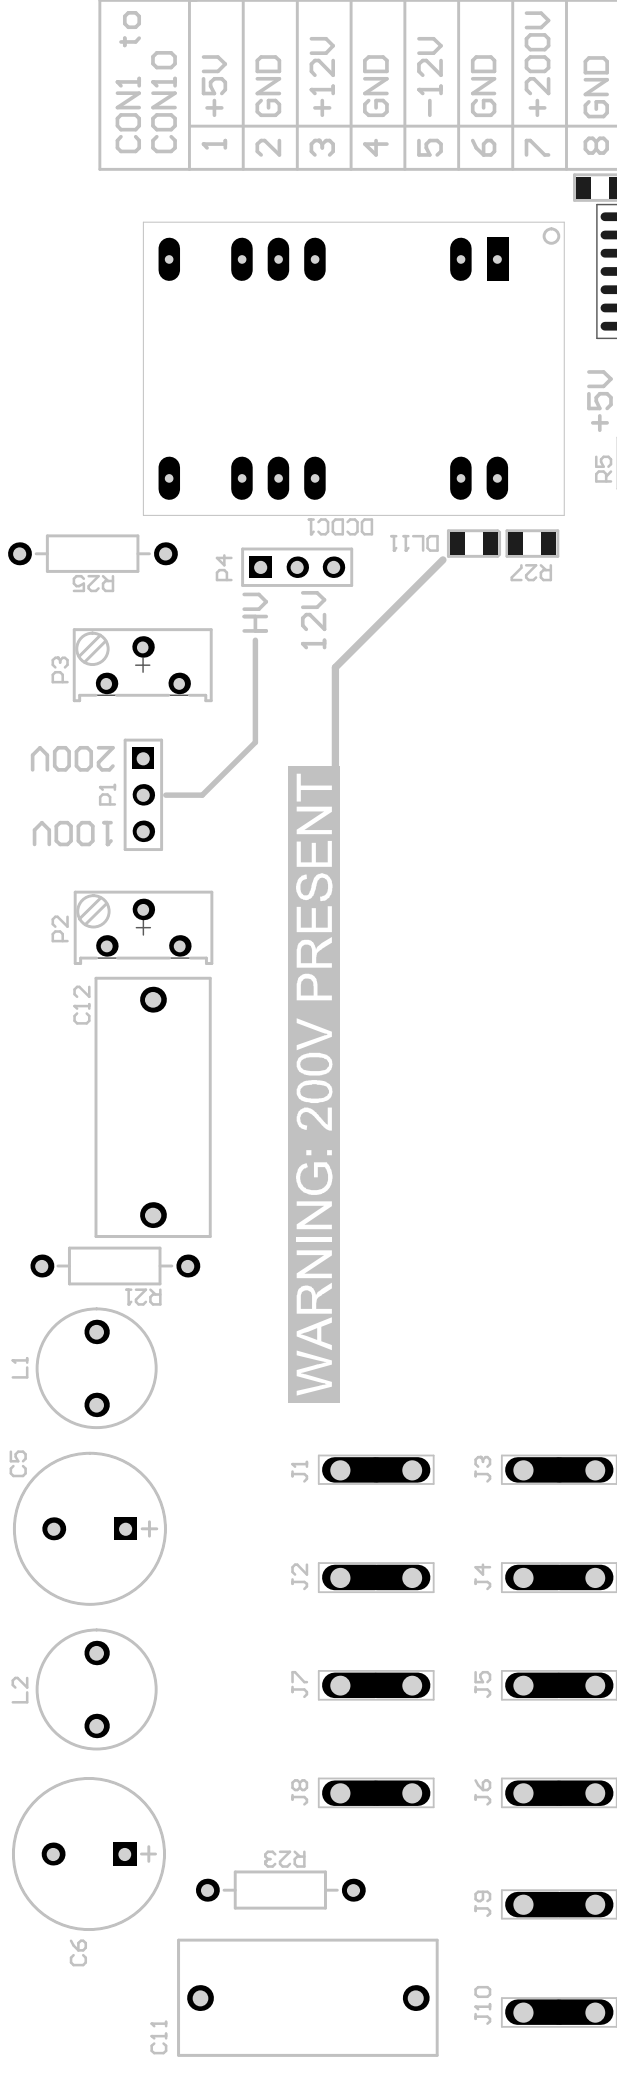 CON1 to
CON10
1 +5V
2 GND
3 +12V
4 GND
5 -12V
6 GND
7 +200V
8 GND
+5V
R5
DCDC1
DL11
R27
R25
P4
HV
12V
P3
200V
P1
100V
P2
C12
WARNING: 200V PRESENT
R21
L1
C5
+
J1
J3
J2
J4
L2
J7
J5
J8
J6
+
C6
R23
J9
C11
J10